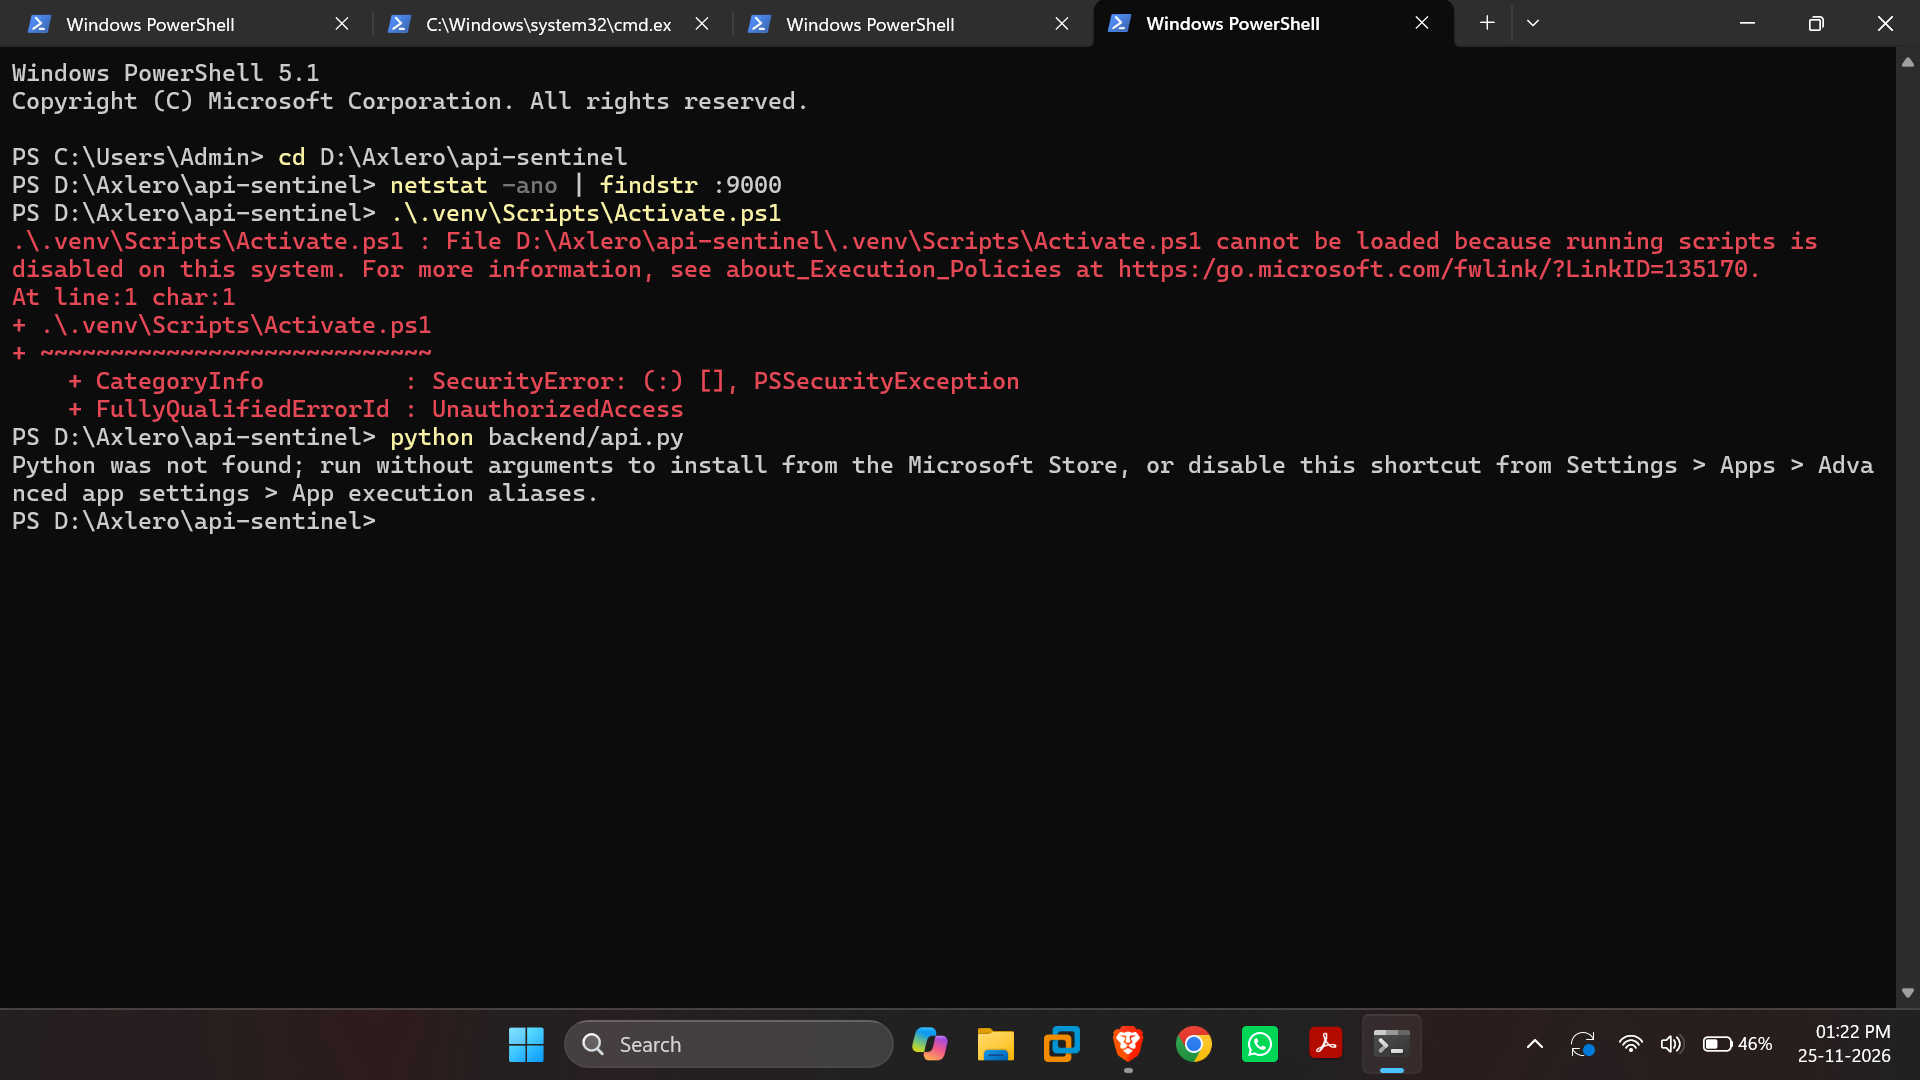 Windows PowerShell
C:\Windows\system32\cmd.ex
Windows PowerShell
Windows PowerShell
Windows PowerShell 5.1
Copyright (C) Microsoft Corporation. All rights reserved.
PS C:\Users\Admin> cd D:\Axlero\api-sentinel
PS D:\Axlero\api-sentinel> netstat -ano | findstr :9000
PS D:\Axlero\api-sentinel> .\.venv\Scripts\Activate.ps1
.\.venv\Scripts\Activate.ps1 : File D:\Axlero\api-sentinel\.venv\Scripts\Activate.ps1 cannot be loaded because running scripts is
disabled on this system. For more information, see about_Execution_Policies at https:/go.microsoft.com/fwlink/?LinkID=135170.
At line:1 char:1
+ .\.venv\Scripts\Activate.ps1
+ ~~~~~~~~~~~~~~~~~~~~~~~~~~~~
    + CategoryInfo          : SecurityError: (:) [], PSSecurityException
    + FullyQualifiedErrorId : UnauthorizedAccess
PS D:\Axlero\api-sentinel> python backend/api.py
Python was not found; run without arguments to install from the Microsoft Store, or disable this shortcut from Settings > Apps > Adva
nced app settings > App execution aliases.
PS D:\Axlero\api-sentinel>
Search
46%
01:22 PM
25-11-2026